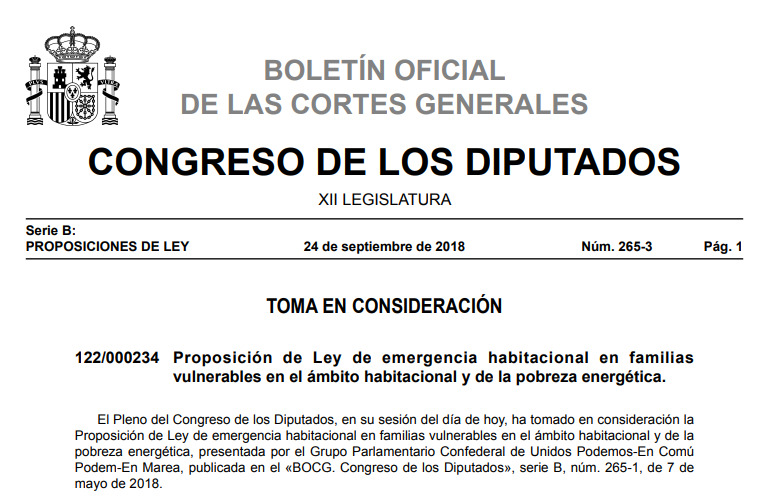 PLVS VLTRA
BOLETÍN OFICIAL
DE LAS CORTES GENERALES
CONGRESO DE LOS DIPUTADOS
XII LEGISLATURA
Serie B:
PROPOSICIONES DE LEY 24 de septiembre de 2018 Núm. 265-3 Pág. 1
TOMA EN CONSIDERACIÓN
122/000234 Proposición de Ley de emergencia habitacional en familias
vulnerables en el ámbito habitacional y de la pobreza energética.
El Pleno del Congreso de los Diputados, en su sesión del día de hoy, ha tomado en consideración la
Proposición de Ley de emergencia habitacional en familias vulnerables en el ámbito habitacional y de la
pobreza energética, presentada por el Grupo Parlamentario Confederal de Unidos Podemos-En Comú
Podem-En Marea, publicada en el «BOCG. Congreso de los Diputados», serie B, núm. 265-1, de 7 de
mayo de 2018.